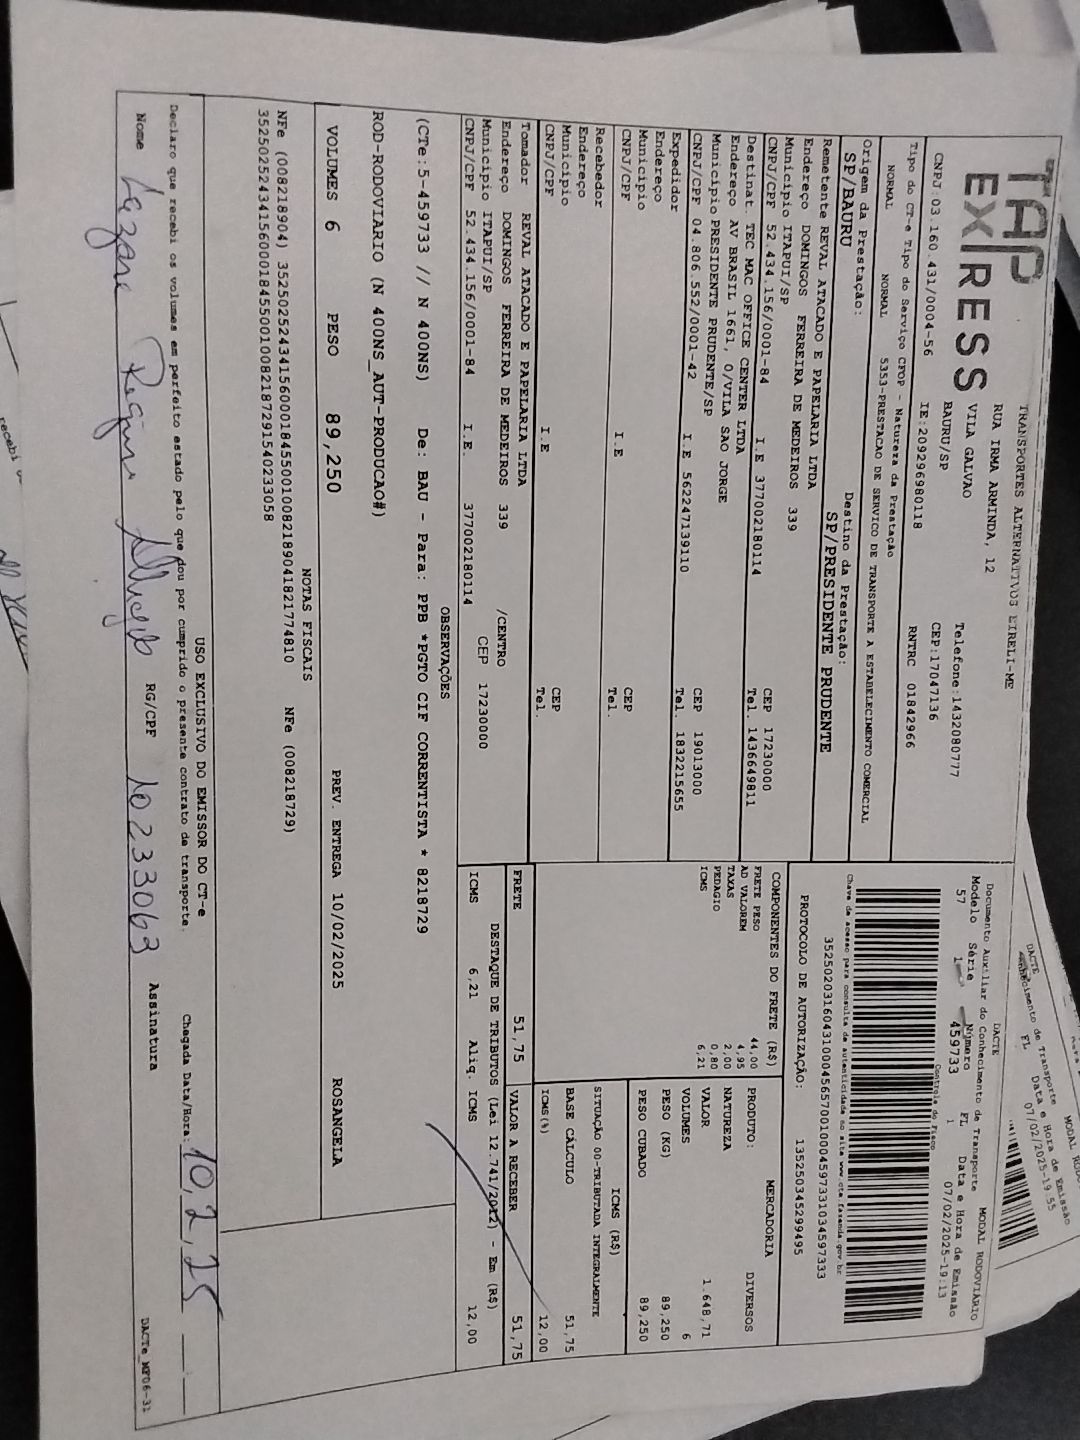 TAP
EXPRESS
TRANSPORTES ALTERNATIVOS EIRELI-ME
RUA IRMA ARMINDA, 12
VILA GALVAO
BAURU/SP
Telefone:1432080777
CEP:17047136
CNPJ:03.160.431/0004-56 IE:209296980118 RNTRC 01842966
Tipo do CT-e Tipo do Serviço CFOP - Natureza da Prestação
NORMAL NORMAL 5353-PRESTACAO DE SERVICO DE TRANSPORTE A ESTABELECIMENTO COMERCIAL
Origem da Prestação: Destino da Prestação:
SP/BAURU SP/PRESIDENTE PRUDENTE
Remetente REVAL ATACADO E PAPELARIA LTDA
Endereço DOMINGOS FERREIRA DE MEDEIROS 339
Município ITAPUI/SP CEP 17230000
CNPJ/CPF 52.434.156/0001-84 I.E 377002180114 Tel. 1436649811
Destinat. TEC MAC OFFICE CENTER LTDA
Endereço AV BRASIL 1661, 0/VILA SAO JORGE
Município PRESIDENTE PRUDENTE/SP CEP 19013000
CNPJ/CPF 04.806.552/0001-42 I.E 562247139110 Tel. 1832215655
Expedidor
Endereço
Município CEP
CNPJ/CPF I.E Tel.
Recebedor
Endereço
Município CEP
CNPJ/CPF I.E Tel.
Tomador REVAL ATACADO E PAPELARIA LTDA
Endereço DOMINGOS FERREIRA DE MEDEIROS 339 /CENTRO
Município ITAPUI/SP CEP 17230000
CNPJ/CPF 52.434.156/0001-84 I.E. 377002180114
DACTE MODAL RODOVIÁRIO
Documento Auxiliar do Conhecimento de Transporte
Modelo Série Número FL Data e Hora de Emissão
57 1 459733 1 07/02/2025-19:13
Controle do Fisco
Chave de acesso para consulta de autenticidade no site www.cte.fazenda.gov.br
35250203160431000456570010004597331034597333
PROTOCOLO DE AUTORIZAÇÃO: 135250345299495
COMPONENTES DO FRETE (R$)
FRETE PESO 44,00
AD VALOREM 4,95
TAXAS 2,00
PEDAGIO 0,80
ICMS 6,21
MERCADORIA
PRODUTO: DIVERSOS
NATUREZA
VALOR 1.648,71
VOLUMES 6
PESO (KG) 89,250
PESO CUBADO 89,250
ICMS (R$)
SITUAÇÃO 00-TRIBUTADA INTEGRALMENTE
BASE CÁLCULO 51,75
ICMS(%) 12,00
FRETE 51,75 VALOR A RECEBER 51,75
DESTAQUE DE TRIBUTOS (Lei 12.741/2012) - Em (R$)
ICMS 6,21 Aliq. ICMS 12,00
OBSERVAÇÕES
(CTe:5-459733 // N 400NS) De: BAU - Para: PPB *PGTO CIF CORRENTISTA * 8218729
ROD-RODOVIARIO (N 400NS_AUT-PRODUCAO#)
VOLUMES 6 PESO 89,250 PREV. ENTREGA 10/02/2025 ROSANGELA
NOTAS FISCAIS
NFe (008218904) 35250252434156000184550010082189041821774810 NFe (008218729)
35250252434156000184550010082187291540233058
USO EXCLUSIVO DO EMISSOR DO CT-e
Declaro que recebi os volumes em perfeito estado pelo que dou por cumprido o presente contrato de transporte. Chegada Data/Hora: 10,2,25
Nome RG/CPF 10233063 Assinatura
DACTe_MF06-31
DACTE MODAL
Conhecimento de Transporte
FL Data e Hora de Emissão
07/02/2025-19:55
recebi